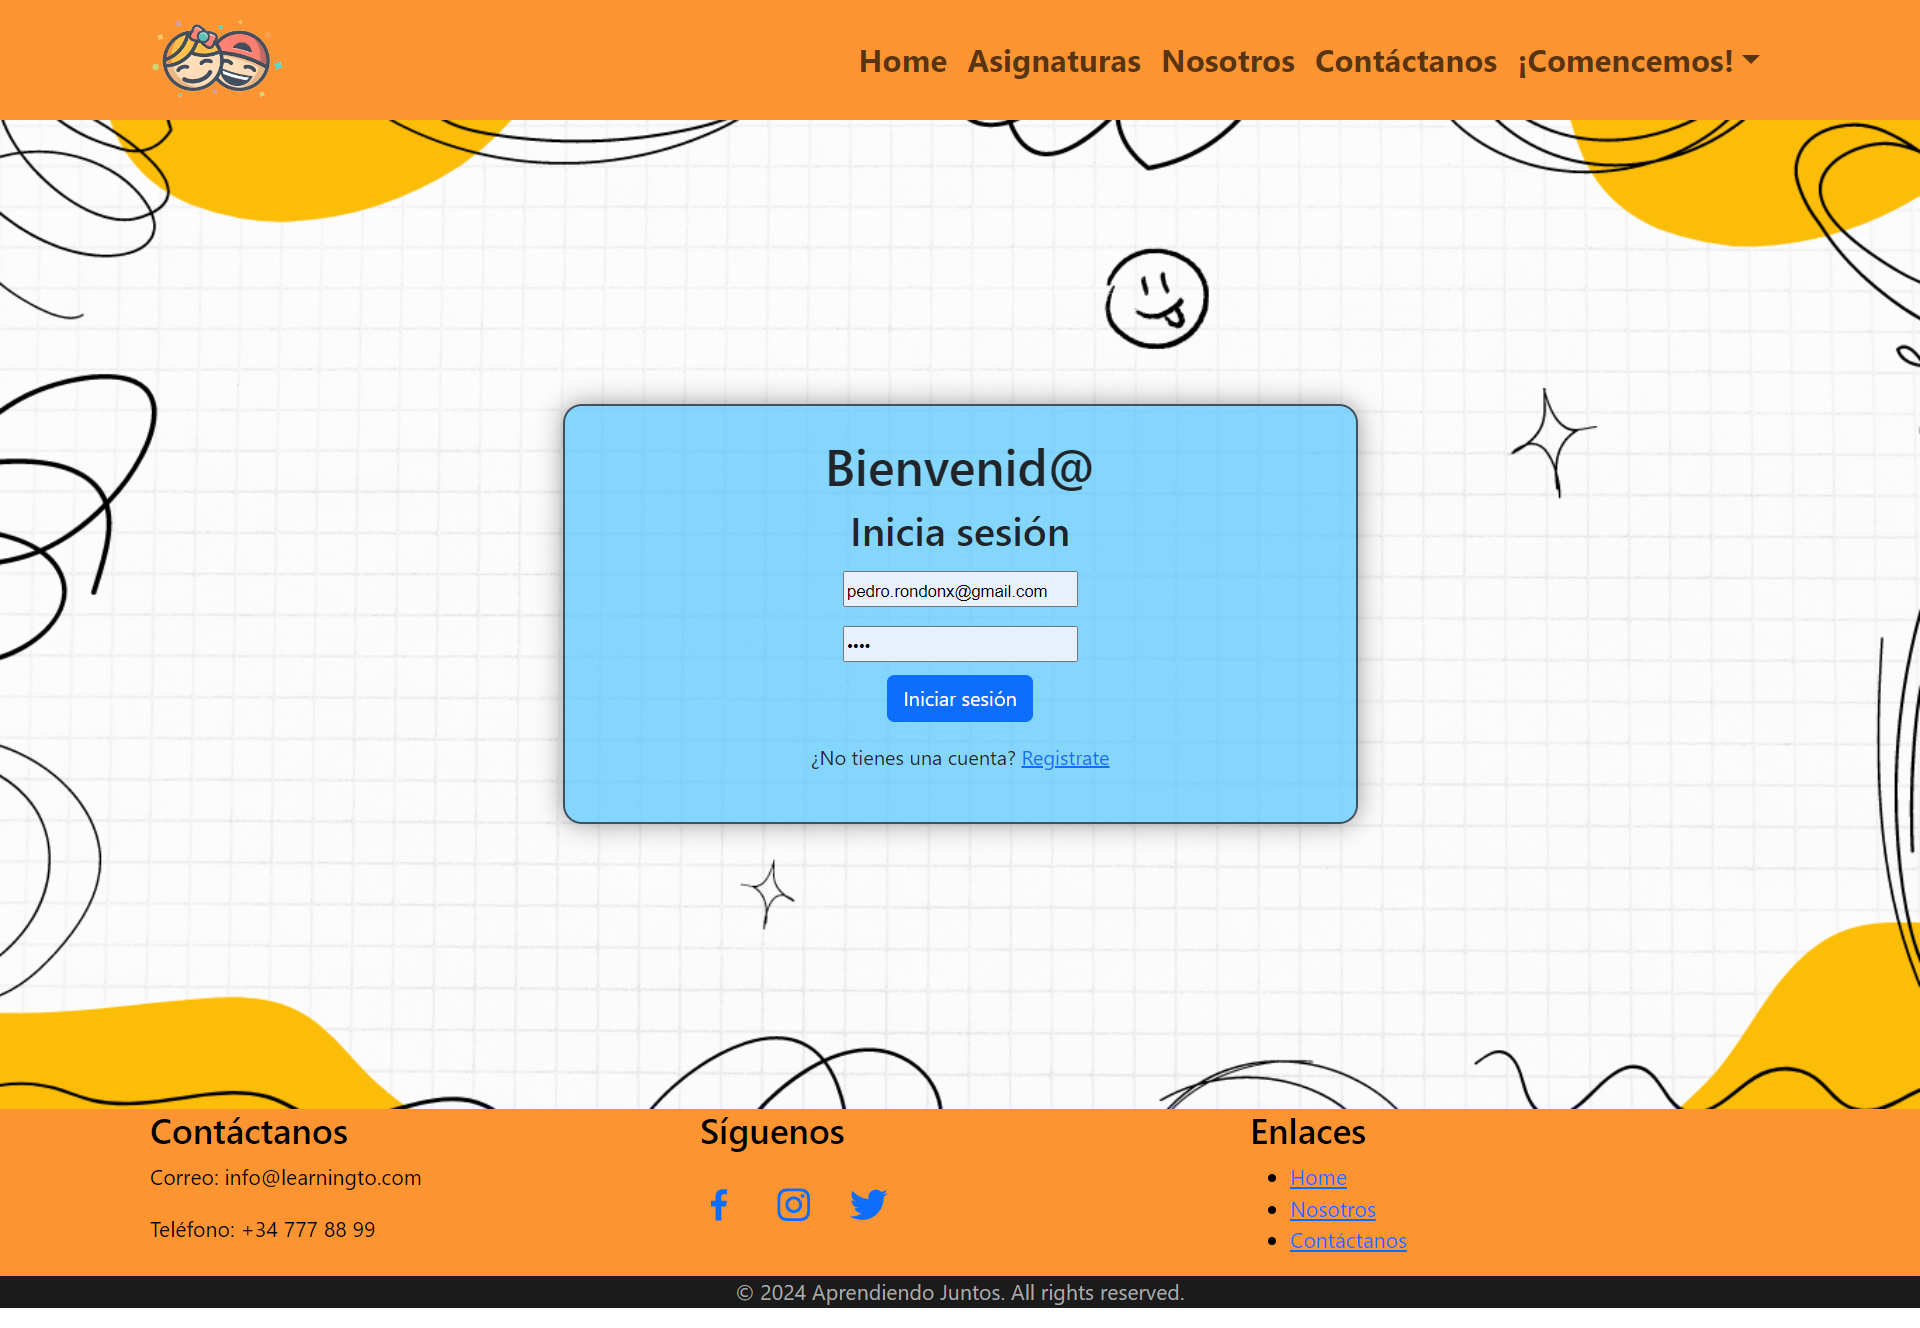 Home Asignaturas Nosotros Contáctanos ¡Comencemos!
Bienvenid@
Inicia sesión
pedro.rondonx@gmail.com
••••
Iniciar sesión
¿No tienes una cuenta? Registrate
Contáctanos
Correo: info@learningto.com
Teléfono: +34 777 88 99
Síguenos
Enlaces
Home
Nosotros
Contáctanos
© 2024 Aprendiendo Juntos. All rights reserved.